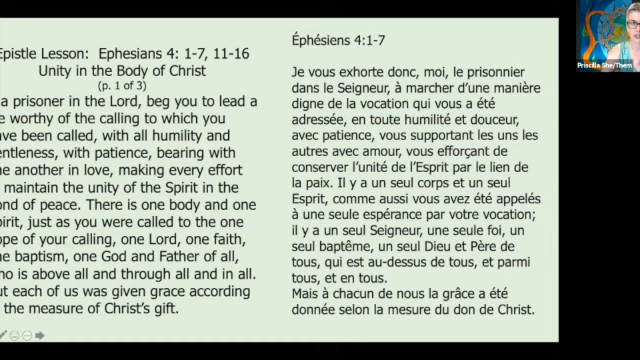 Epistle Lesson: Ephesians 4: 1-7, 11-16
Unity in the Body of Christ
(p. 1 of 3)
a prisoner in the Lord, beg you to lead a
worthy of the calling to which you
been called, with all humility and
with patience, bearing with
another in love, making every effort
maintain the unity of the Spirit in the
of peace. There is one body and one
just as you were called to the one
of your calling, one Lord, one faith,
baptism, one God and Father of all,
is above all and through all and in all.
each of us was given grace according
the measure of Christ's gift.
Éphésiens 4:1-7
Je vous exhorte donc, moi, le prisonnier
dans le Seigneur, à marcher d'une manière
digne de la vocation qui vous a été
adressée, en toute humilité et douceur,
avec patience, vous supportant les uns les
autres avec amour, vous efforçant de
conserver l'unité de l'Esprit par le lien de
la paix. Il y a un seul corps et un seul
Esprit, comme aussi vous avez été appelés
à une seule espérance par votre vocation;
il y a un seul Seigneur, une seule foi, un
seul baptême, un seul Dieu et Père de
tous, qui est au-dessus de tous, et parmi
tous, et en tous.
Mais à chacun de nous la grâce a été
donnée selon la mesure du don de Christ.
Priscilla She/Them